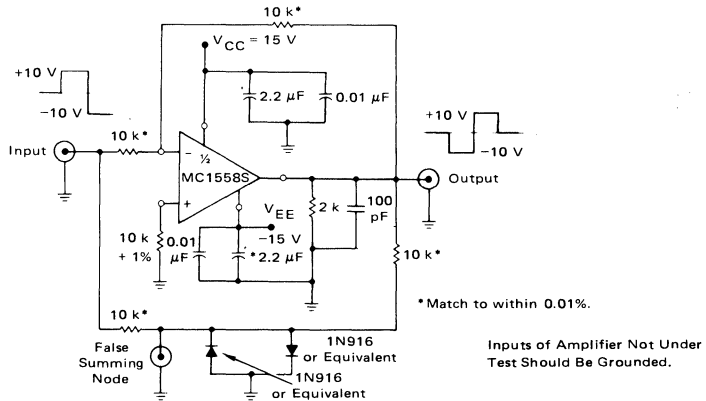 10 k*
VCC = 15 V
+10 V
−10 V
2.2 μF
0.01 μF
+10 V
−10 V
10 k*
Input
−
½
MC1558S
+
Output
VEE
−15 V
2 k
100
pF
10 k
+ 1%
0.01
μF
*2.2 μF
10 k*
*Match to within 0.01%.
10 k*
False
Summing
Node
1N916
or Equivalent
1N916
or Equivalent
Inputs of Amplifier Not Under
Test Should Be Grounded.